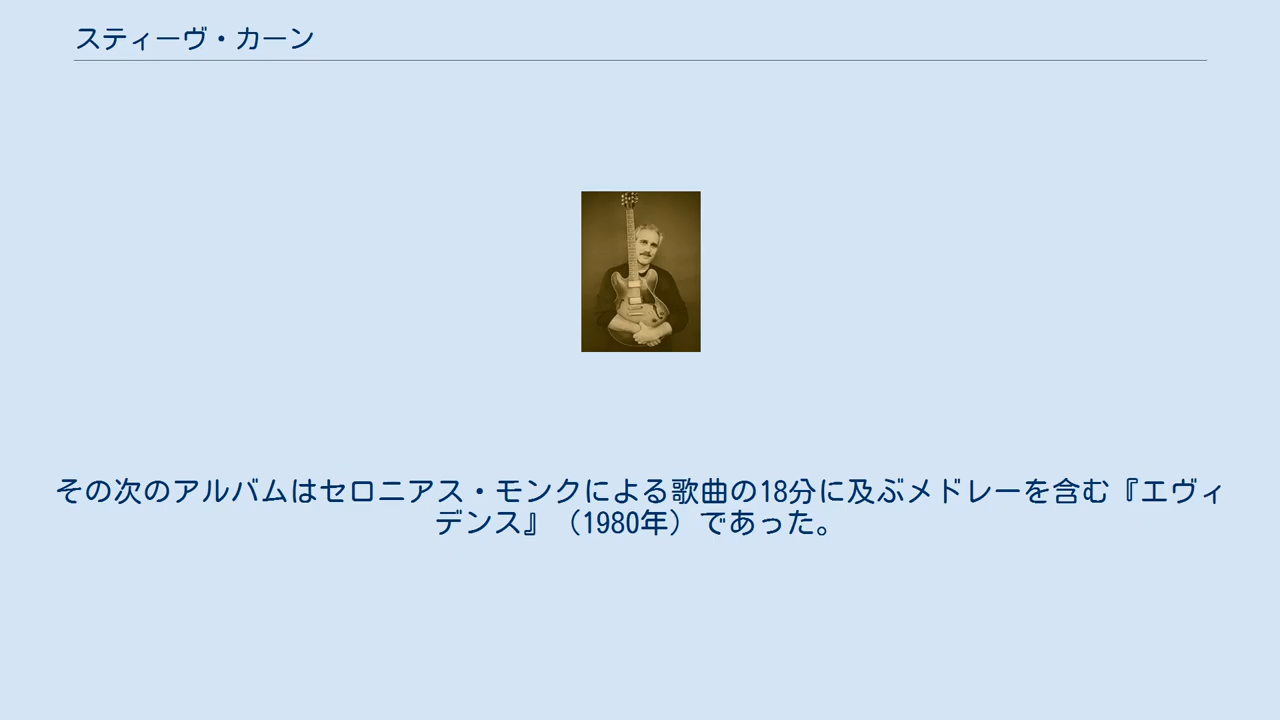 スティーヴ・カーン
その次のアルバムはセロニアス・モンクによる歌曲の18分に及ぶメドレーを含む『エヴィ
デンス』（1980年）であった。